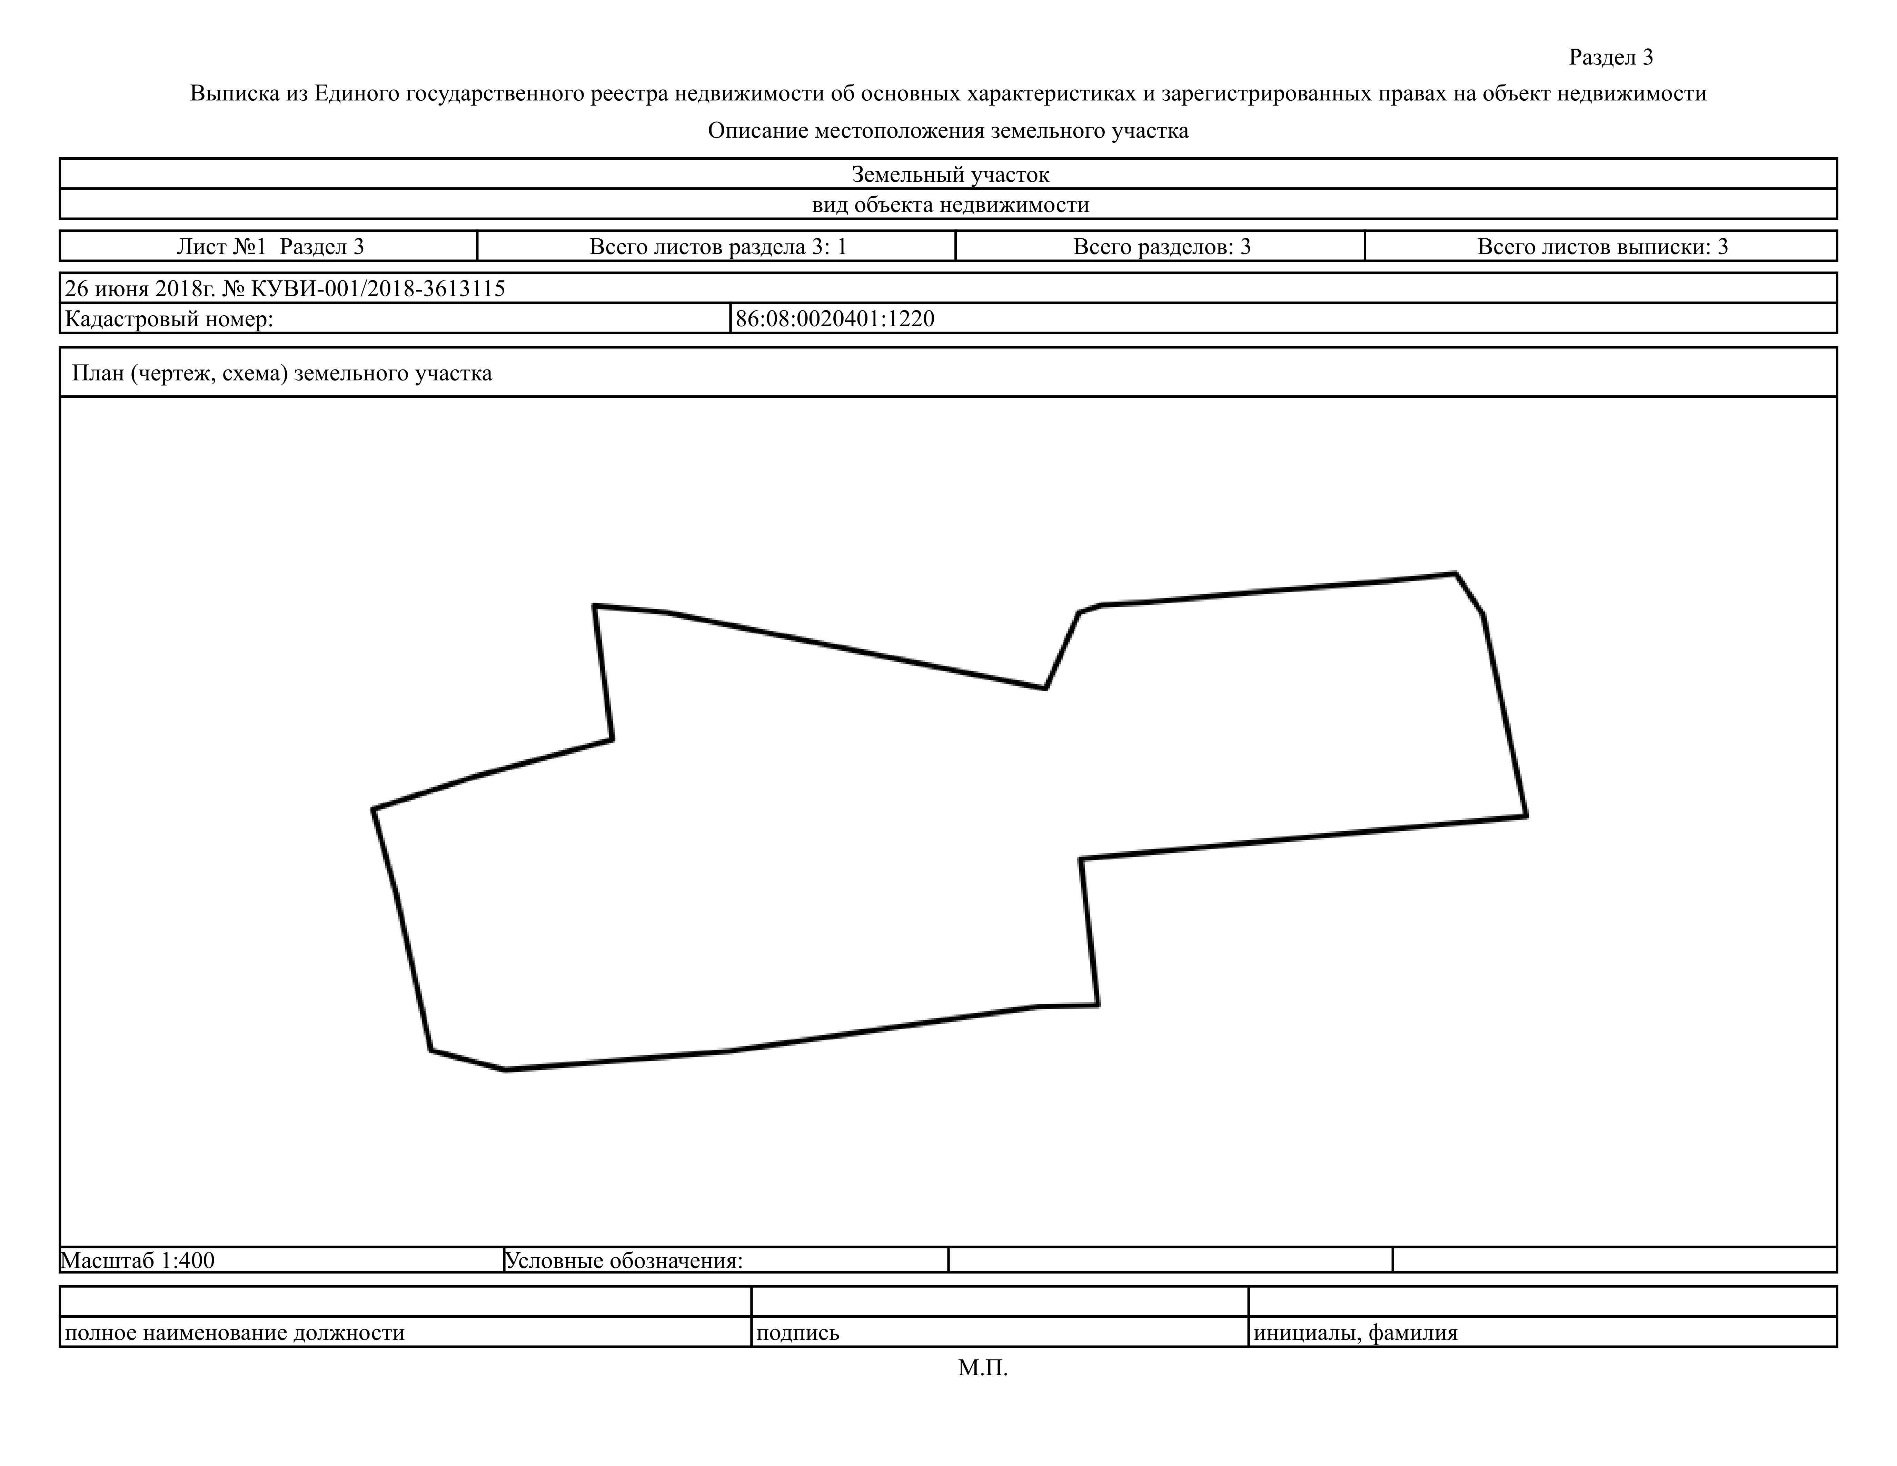 Раздел 3
Выписка из Единого государственного реестра недвижимости об основных характеристиках и зарегистрированных правах на объект недвижимости
Описание местоположения земельного участка
Земельный участок
вид объекта недвижимости
Лист №1 Раздел 3 Всего листов раздела 3: 1 Всего разделов: 3 Всего листов выписки: 3
26 июня 2018г. № КУВИ-001/2018-3613115
Кадастровый номер: 86:08:0020401:1220
План (чертеж, схема) земельного участка
Масштаб 1:400 Условные обозначения:
полное наименование должности подпись инициалы, фамилия
М.П.